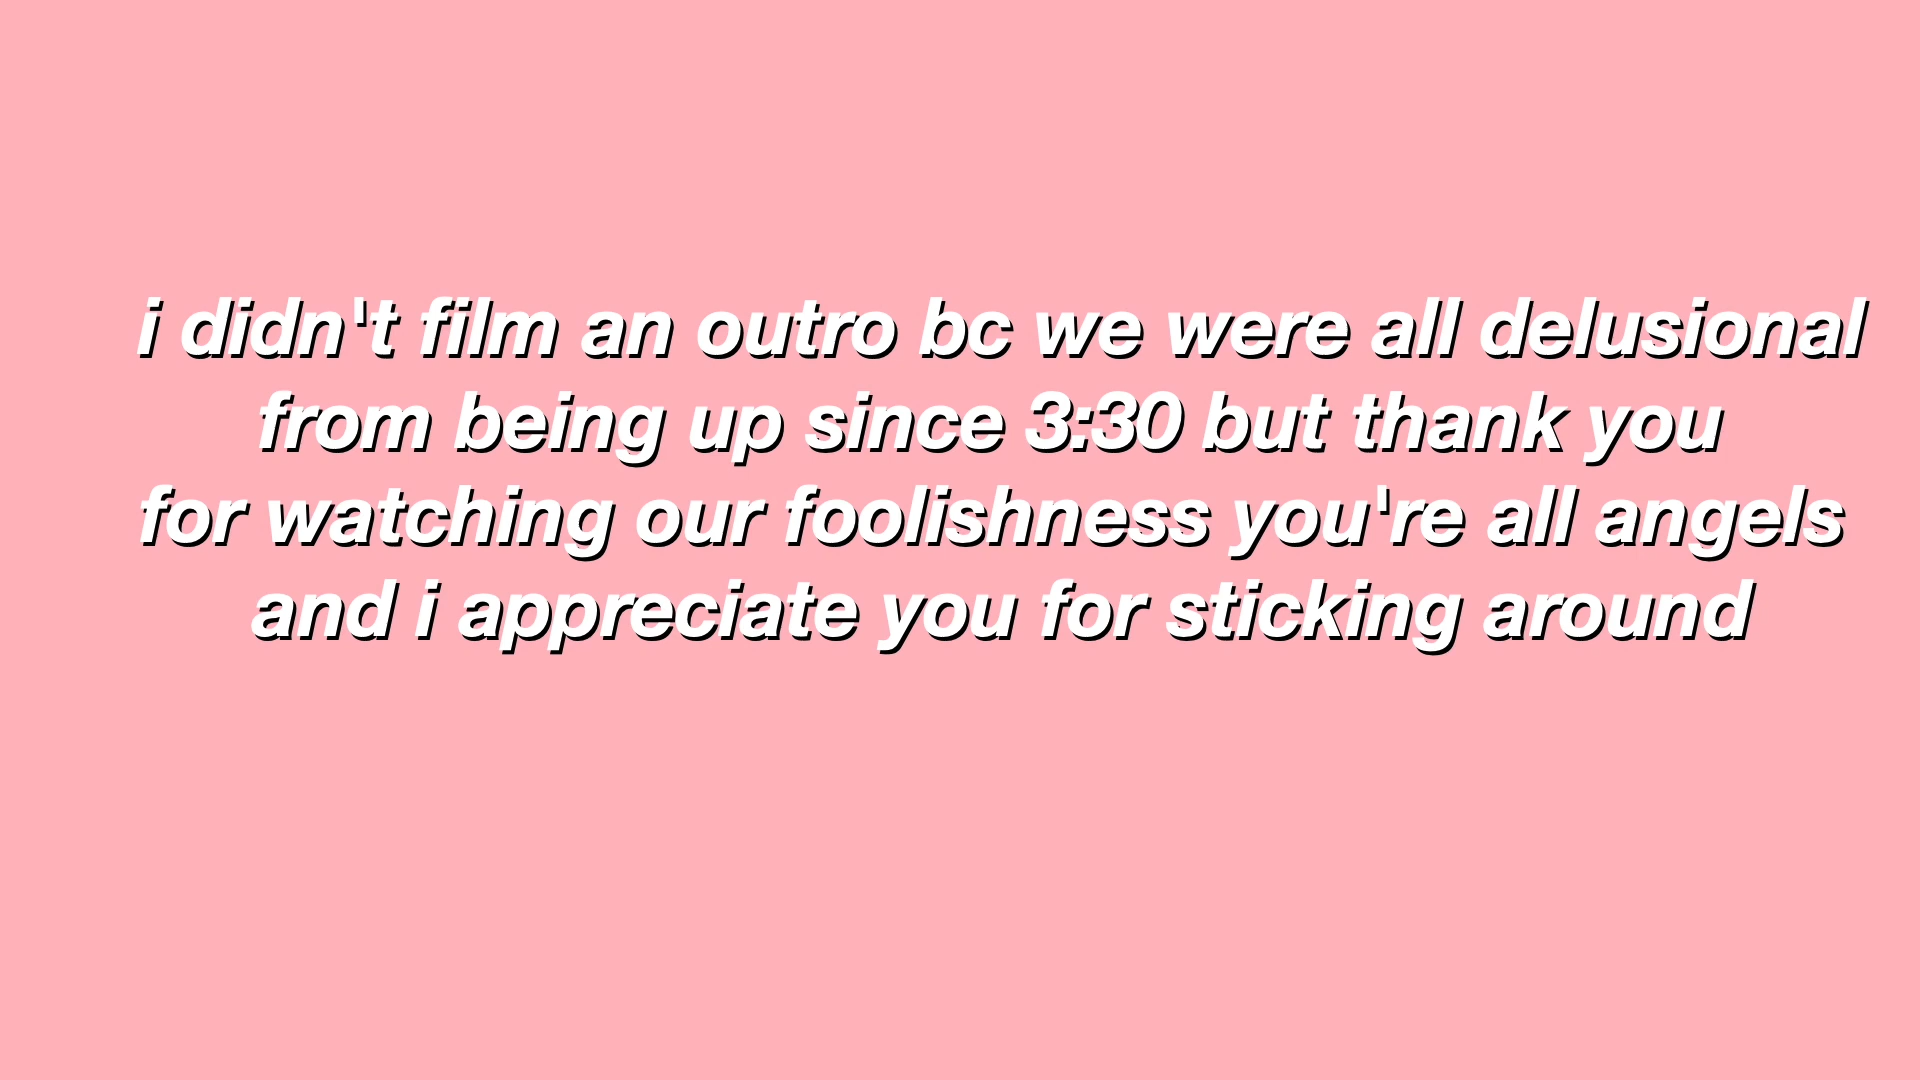 i didn't film an outro bc we were all delusional
from being up since 3:30 but thank you
for watching our foolishness you're all angels
and i appreciate you for sticking around